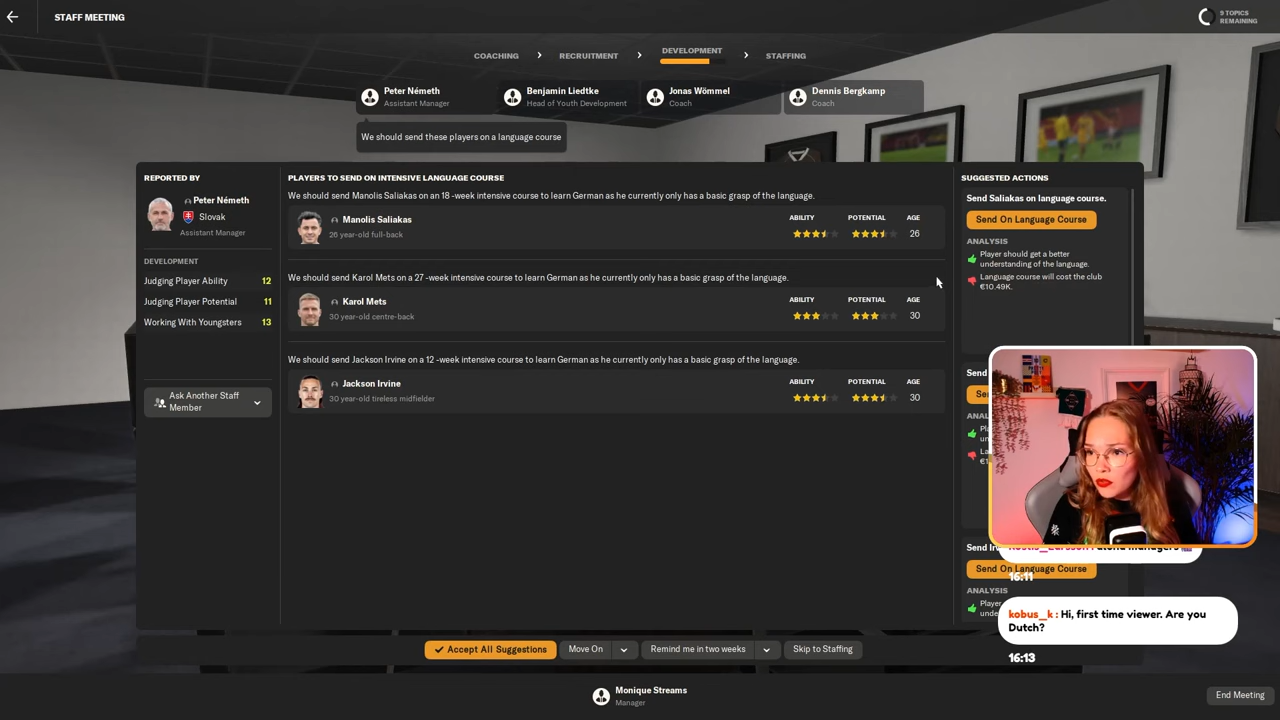 STAFF MEETING
9 TOPICS
REMAINING
COACHING
RECRUITMENT
DEVELOPMENT
STAFFING
Peter Németh
Assistant Manager
Benjamin Liedtke
Head of Youth Development
Jonas Wömmel
Coach
Dennis Bergkamp
Coach
We should send these players on a language course
REPORTED BY
Peter Németh
Slovak
Assistant Manager
DEVELOPMENT
Judging Player Ability 12
Judging Player Potential 11
Working With Youngsters 13
Ask Another Staff
Member
PLAYERS TO SEND ON INTENSIVE LANGUAGE COURSE
We should send Manolis Saliakas on an 18 -week intensive course to learn German as he currently only has a basic grasp of the language.
Manolis Saliakas
26 year-old full-back
ABILITY POTENTIAL AGE
26
We should send Karol Mets on a 27 -week intensive course to learn German as he currently only has a basic grasp of the language.
Karol Mets
30 year-old centre-back
ABILITY POTENTIAL AGE
30
We should send Jackson Irvine on a 12 -week intensive course to learn German as he currently only has a basic grasp of the language.
Jackson Irvine
30 year-old tireless midfielder
ABILITY POTENTIAL AGE
30
SUGGESTED ACTIONS
Send Saliakas on language course.
Send On Language Course
ANALYSIS
Player should get a better
understanding of the language.
Language course will cost the club
€10.49K.
Send
Send On Language Course
ANALYSIS
Player
16:11
kobus_k : Hi, first time viewer. Are you
Dutch?
16:13
Accept All Suggestions
Move On
Remind me in two weeks
Skip to Staffing
Monique Streams
Manager
End Meeting